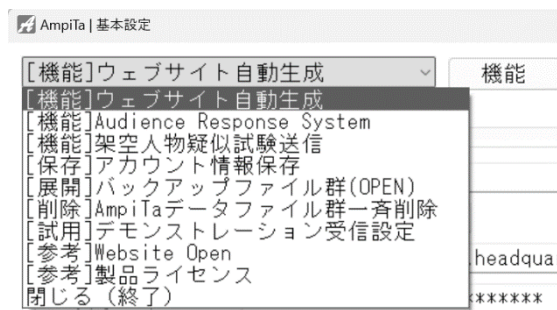 AmpiTa | 基本設定
[機能]ウェブサイト自動生成
機能
[機能]ウェブサイト自動生成
[機能]Audience Response System
[機能]架空人物疑似試験送信
[保存]アカウント情報保存
[展開]バックアップファイル群(OPEN)
[削除]AmpiTaデータファイル群一斉削除
[試用]デモンストレーション受信設定
[参考]Website Open
.headqua
[参考]製品ライセンス
閉じる（終了）
*******